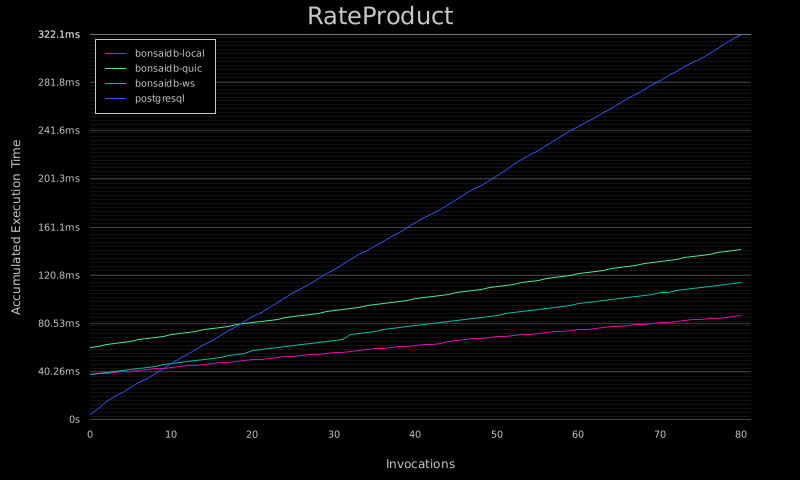 RateProduct
322.1ms
281.8ms
241.6ms
201.3ms
161.1ms
120.8ms
80.53ms
40.26ms
0s
Accumulated Execution Time
bonsaidb-local
bonsaidb-quic
bonsaidb-ws
postgresql
0 10 20 30 40 50 60 70 80
Invocations